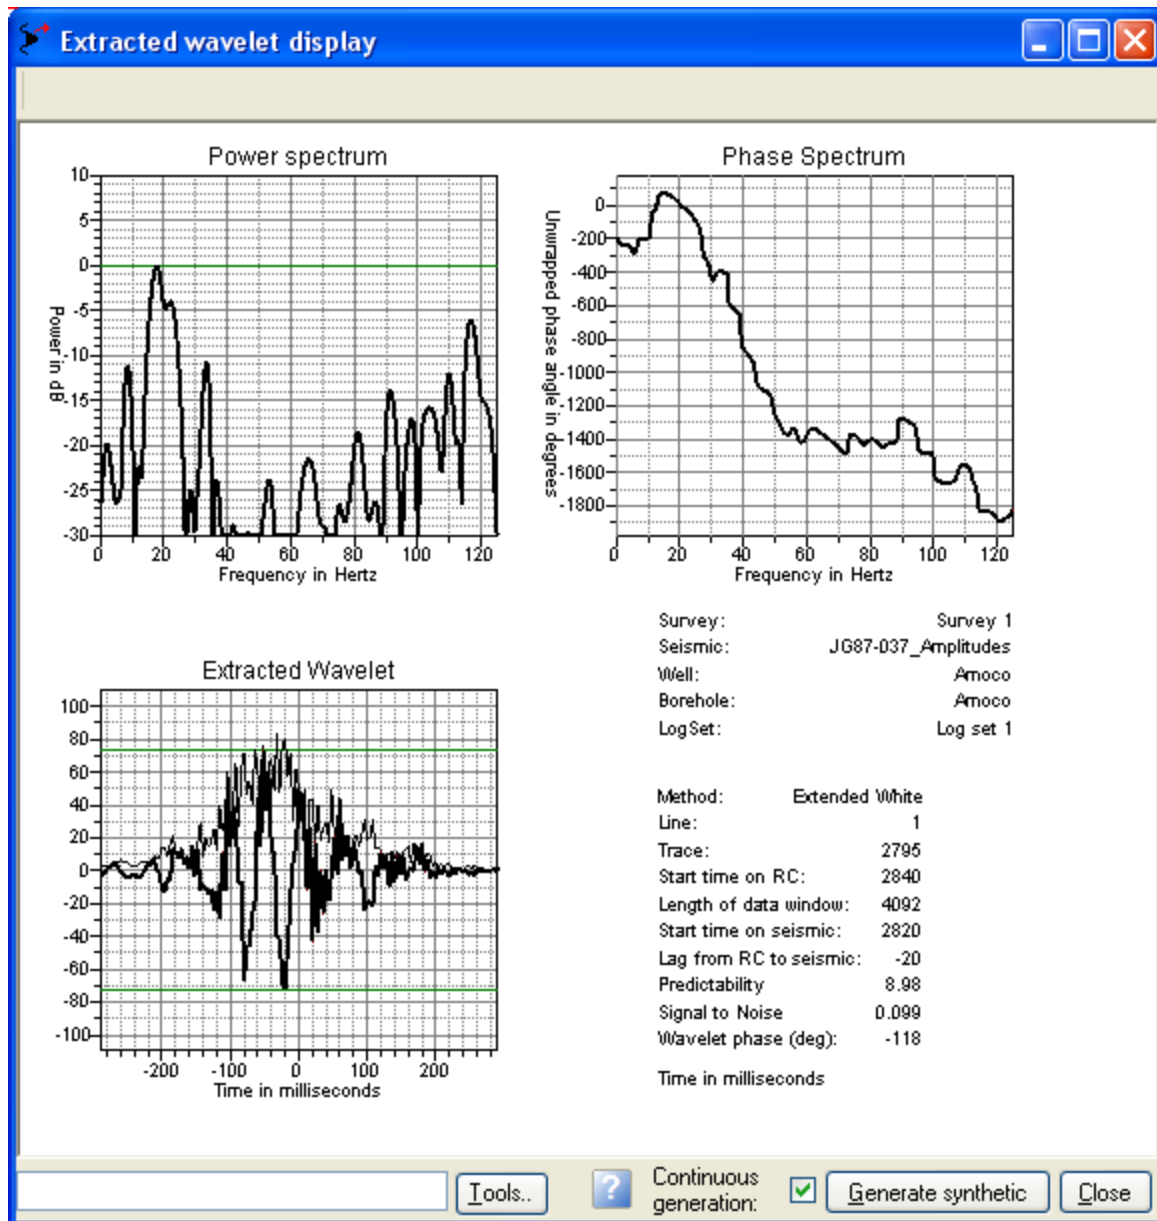 Extracted wavelet display
Power spectrum
10
5
0
-5
-10
-15
-20
-25
-30
Power in dB
0 20 40 60 80 100 120
Frequency in Hertz
Phase Spectrum
0
-200
-400
-600
-800
-1000
-1200
-1400
-1600
-1800
Unwrapped phase angle in degrees
0 20 40 60 80 100 120
Frequency in Hertz
Extracted Wavelet
100
80
60
40
20
0
-20
-40
-60
-80
-100
-200 -100 0 100 200
Time in milliseconds
Survey: Survey 1
Seismic: JG87-037_Amplitudes
Well: Amoco
Borehole: Amoco
LogSet: Log set 1
Method: Extended White
Line: 1
Trace: 2795
Start time on RC: 2840
Length of data window: 4092
Start time on seismic: 2820
Lag from RC to seismic: -20
Predictability 8.98
Signal to Noise 0.099
Wavelet phase (deg): -118
Time in milliseconds
Tools..
?
Continuous
generation:
Generate synthetic
Close